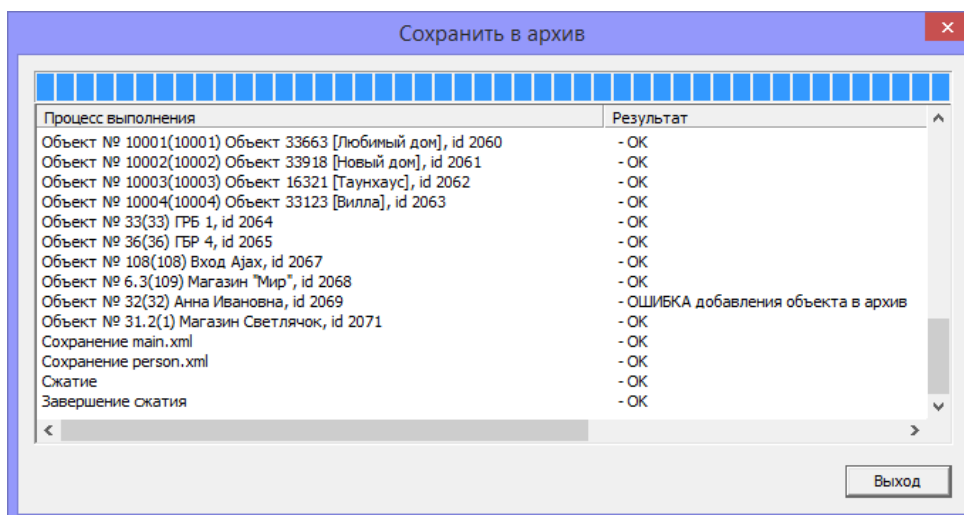 Сохранить в архив
Процесс выполнения Результат
Объект № 10001(10001) Объект 33663 [Любимый дом], id 2060 - OK
Объект № 10002(10002) Объект 33918 [Новый дом], id 2061 - OK
Объект № 10003(10003) Объект 16321 [Таунхаус], id 2062 - OK
Объект № 10004(10004) Объект 33123 [Вилла], id 2063 - OK
Объект № 33(33) ГРБ 1, id 2064 - OK
Объект № 36(36) ГБР 4, id 2065 - OK
Объект № 108(108) Вход Ajax, id 2067 - OK
Объект № 6.3(109) Магазин "Мир", id 2068 - OK
Объект № 32(32) Анна Ивановна, id 2069 - ОШИБКА добавления объекта в архив
Объект № 31.2(1) Магазин Светлячок, id 2071 - OK
Сохранение main.xml - OK
Сохранение person.xml - OK
Сжатие - OK
Завершение сжатия - OK
Выход